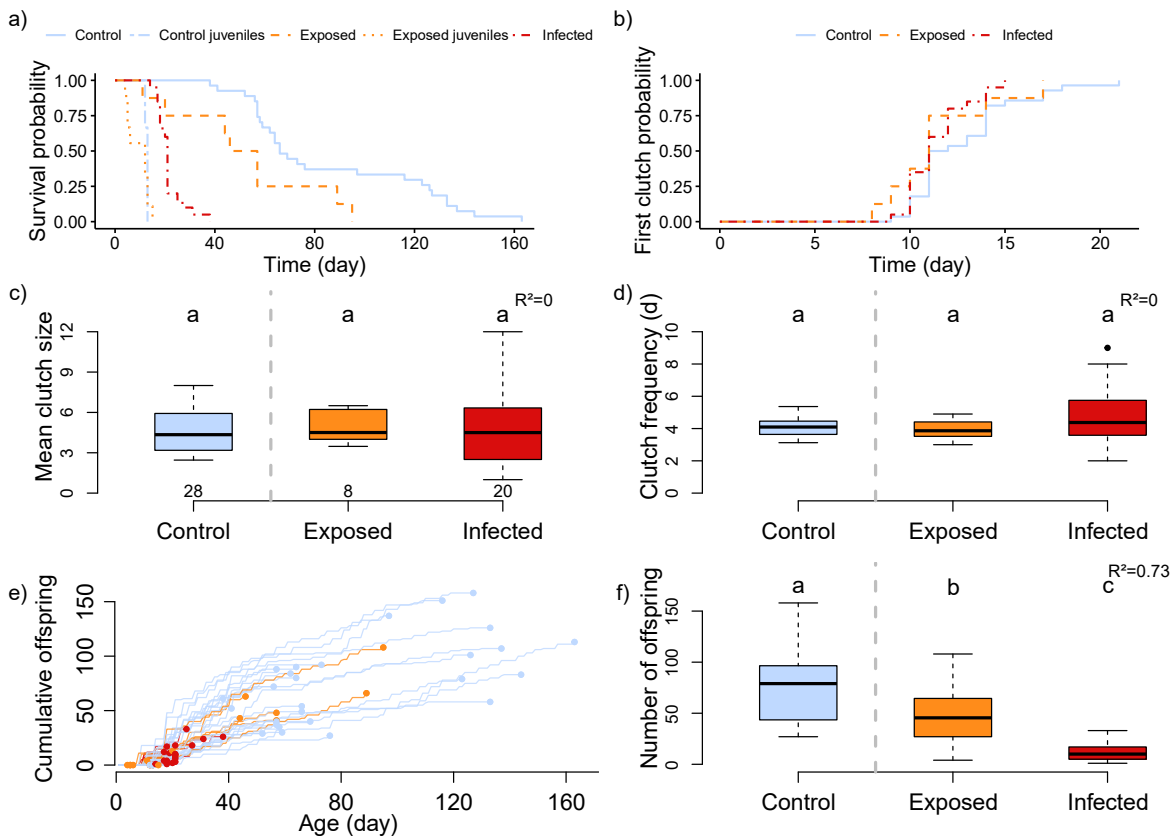 a)
Control Control juveniles Exposed Exposed juveniles Infected
Survival probability
1.00
0.75
0.50
0.25
0.00
0 40 80 120 160
Time (day)
b)
Control Exposed Infected
First clutch probability
1.00
0.75
0.50
0.25
0.00
0 5 10 15 20
Time (day)
c)
R²=0
a a a
Mean clutch size
12
9
6
3
0
28 8 20
Control Exposed Infected
d)
R²=0
a a a
Clutch frequency (d)
10
8
6
4
2
0
Control Exposed Infected
e)
Cumulative offspring
150
100
50
0
0 40 80 120 160
Age (day)
f)
R²=0.73
a b c
Number of offspring
150
100
50
0
Control Exposed Infected